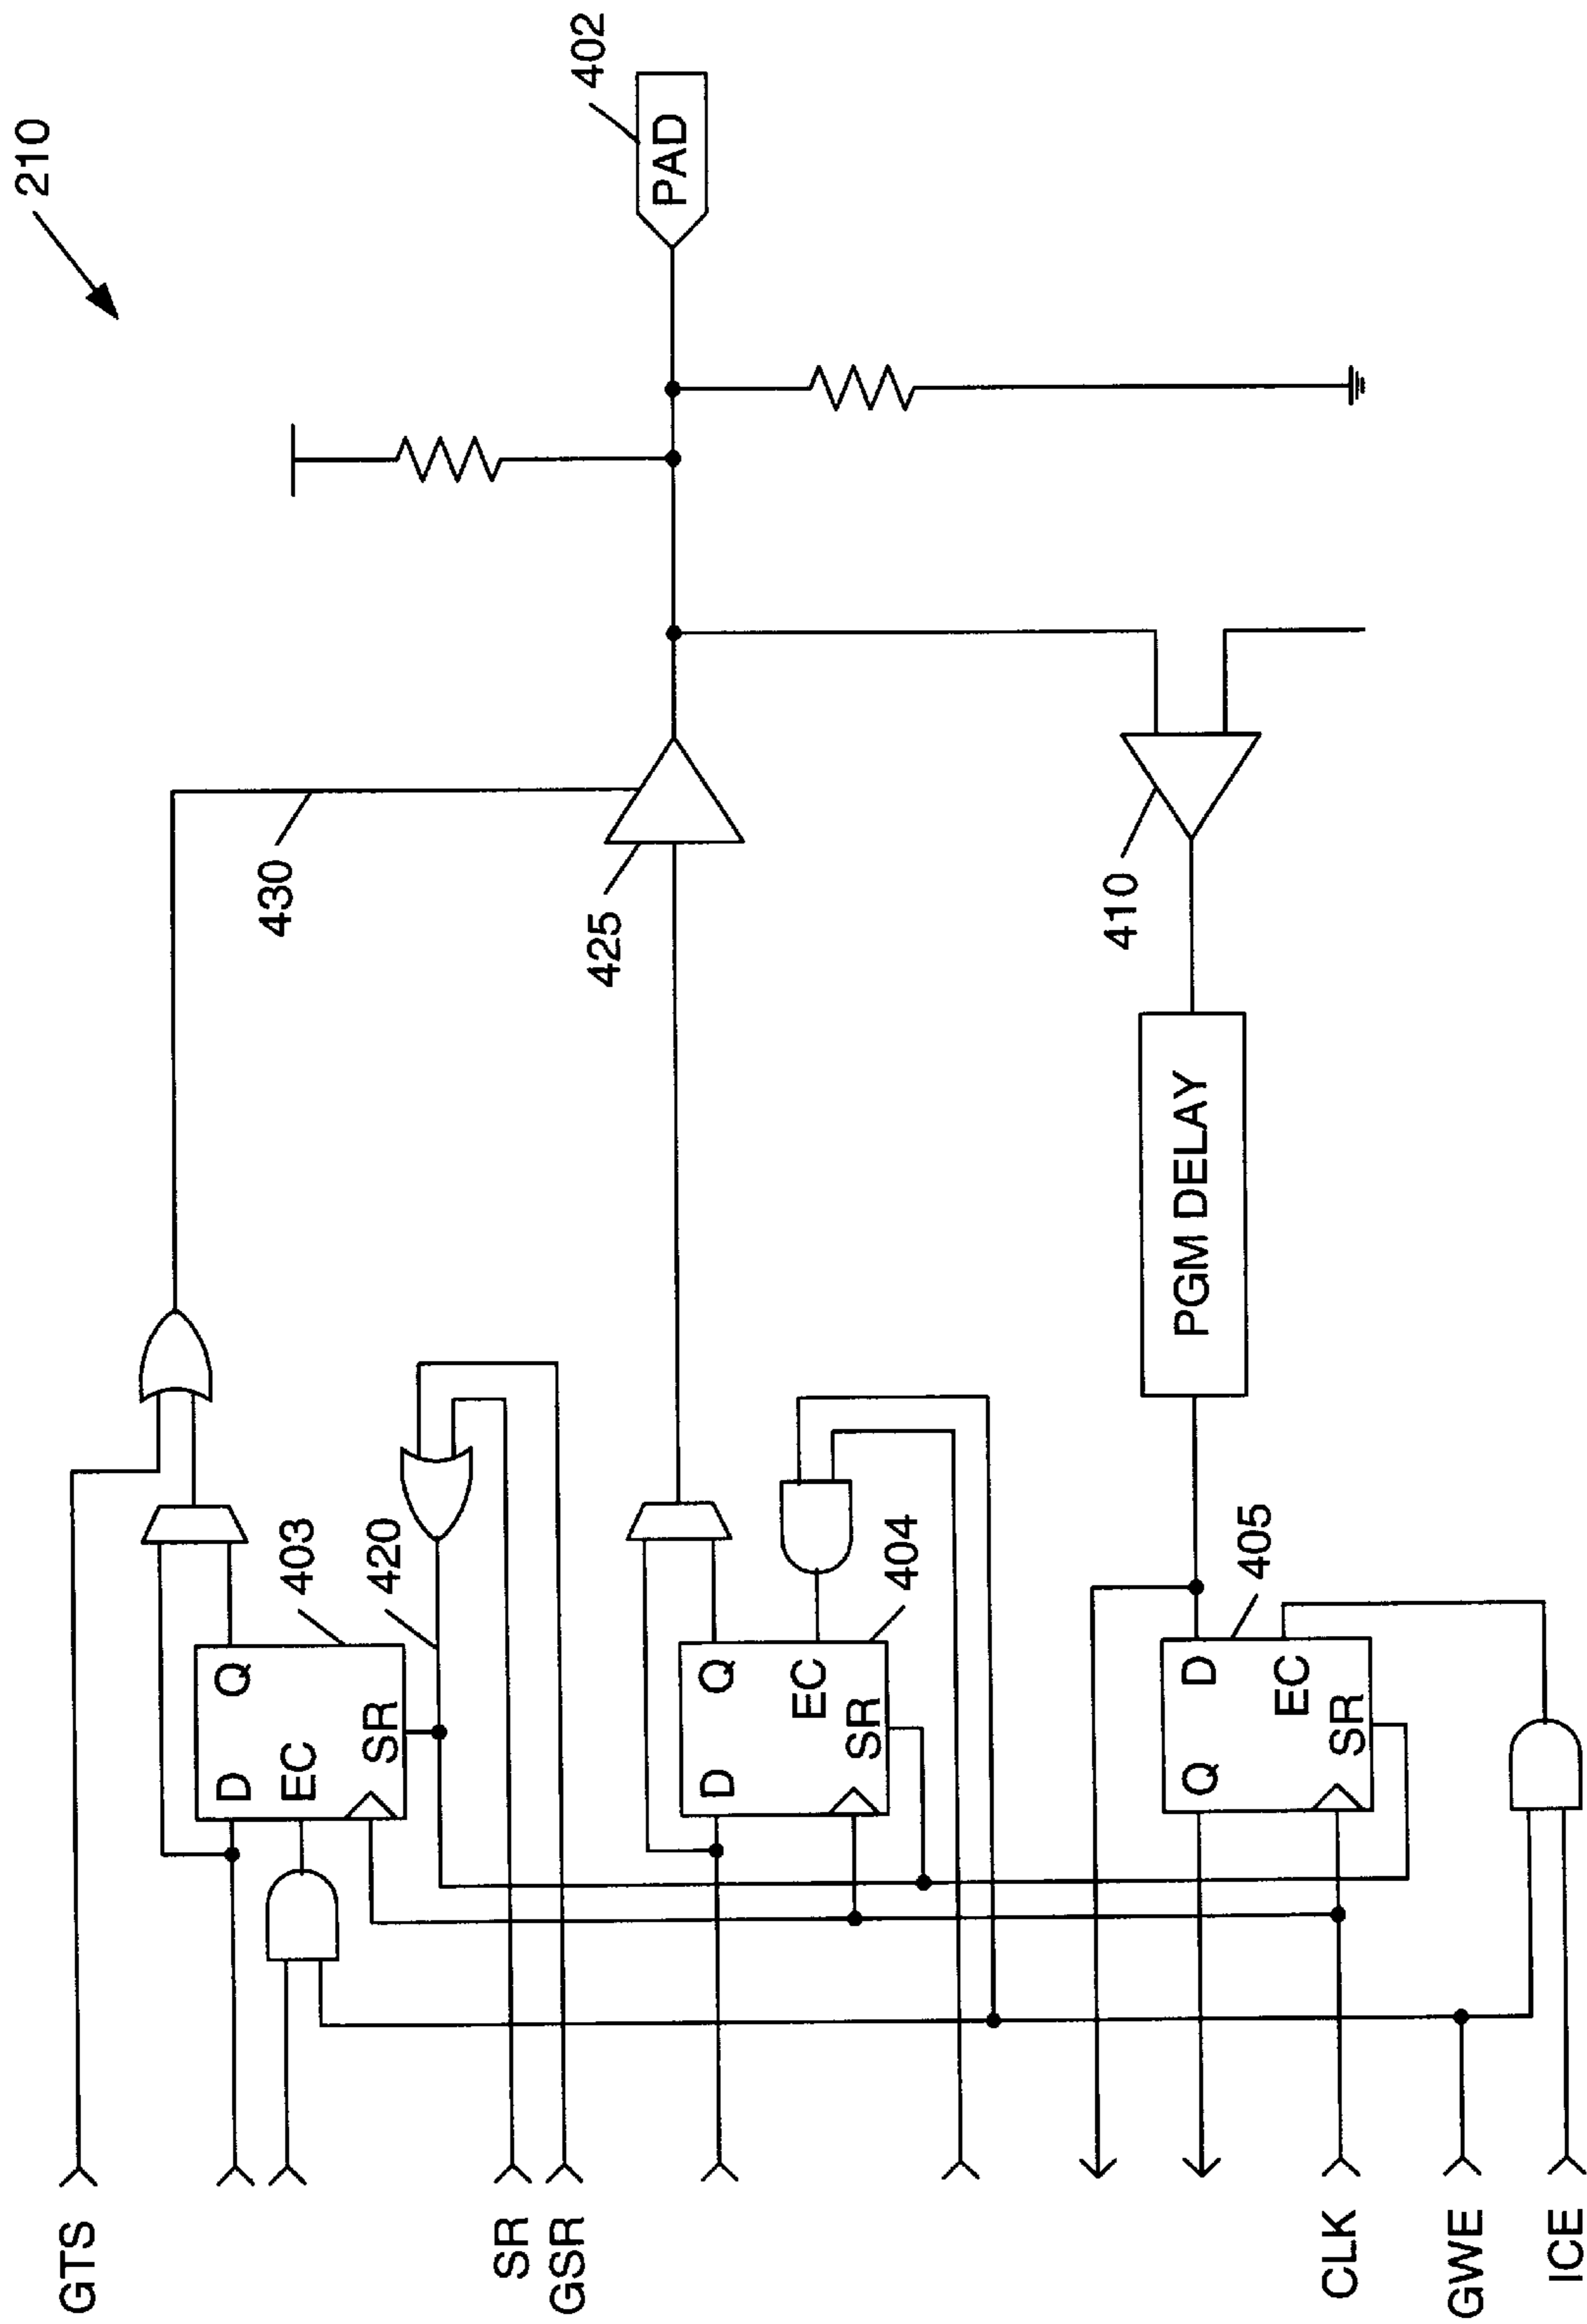 210
402
PAD
GTS
430
D
Q
EC
SR
403
420
SR
GSR
425
D
Q
EC
SR
404
410
PGM DELAY
Q
D
EC
SR
405
CLK
GWE
ICE